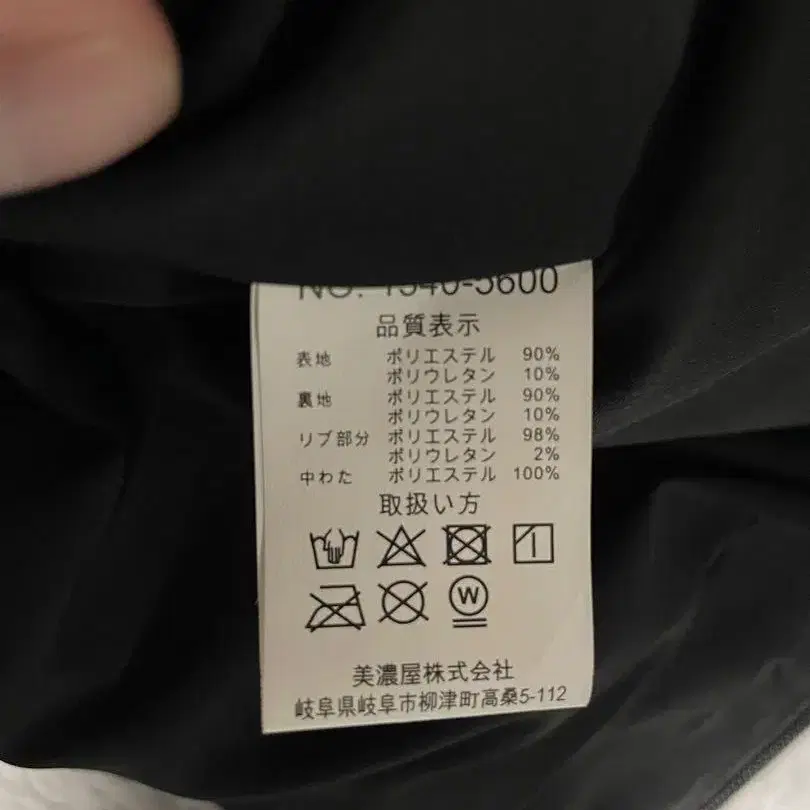 NO. 1540-5600
品質表示
表地 ポリエステル 90%
ポリウレタン 10%
裏地 ポリエステル 90%
ポリウレタン 10%
リブ部分 ポリエステル 98%
ポリウレタン 2%
中わた ポリエステル 100%
取扱い方
W
美濃屋株式会社
岐阜県岐阜市柳津町高桑5-112